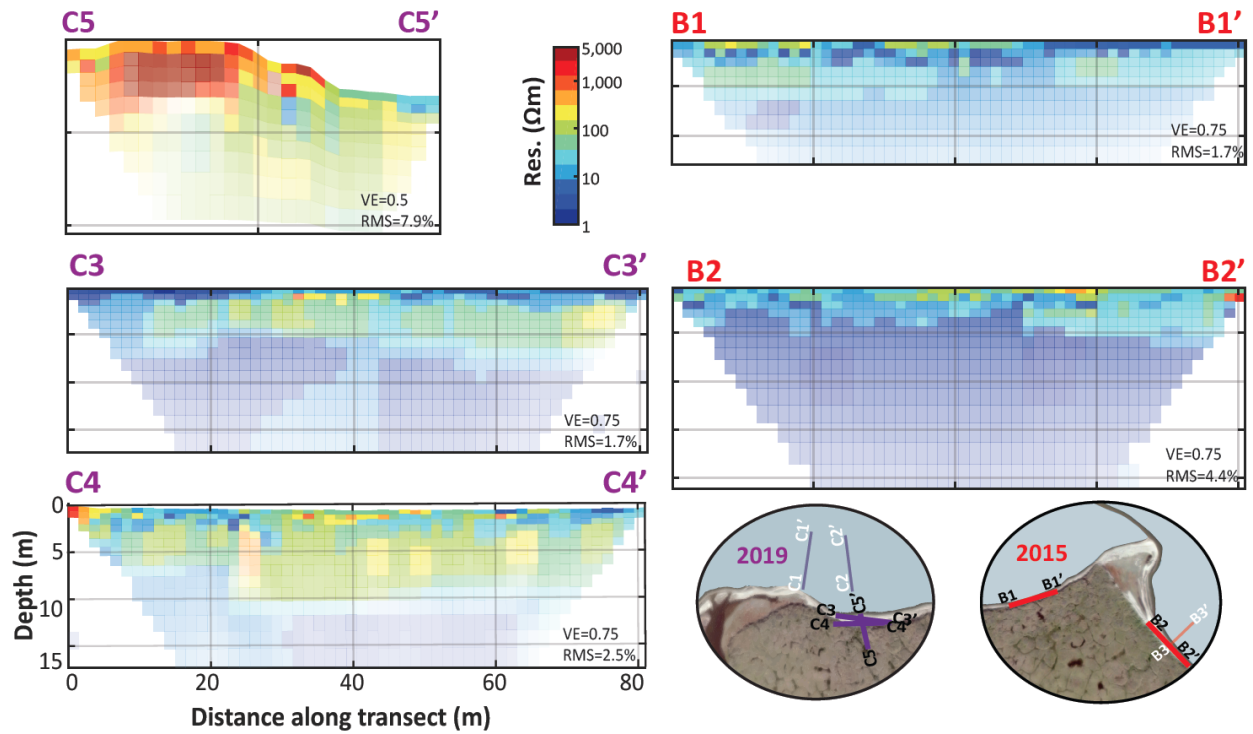 C5 C5’
VE=0.5
RMS=7.9%
Res. (Ωm)
5,000
1,000
100
10
1
B1 B1’
VE=0.75
RMS=1.7%
C3 C3’
VE=0.75
RMS=1.7%
B2 B2’
VE=0.75
RMS=4.4%
C4 C4’
0
5
10
15
Depth (m)
VE=0.75
RMS=2.5%
0 20 40 60 80
Distance along transect (m)
2019
C1’
C2’
C1
C2
C5’
C3
C3’
C4
C4’
C5
2015
B1
B1’
B2
B3’
B3
B2’